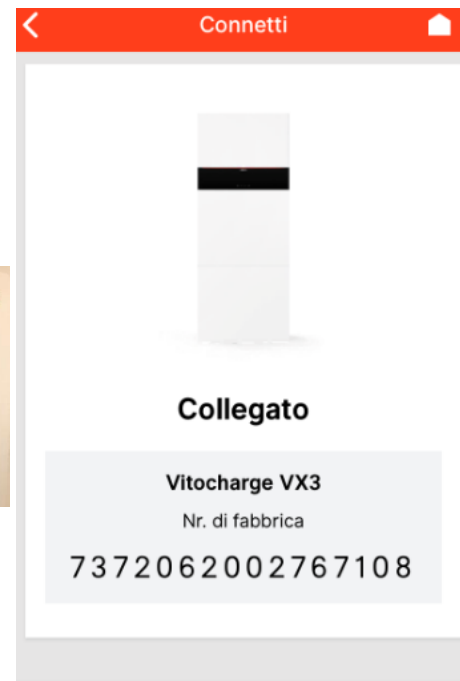 Connetti
Collegato
Vitocharge VX3
Nr. di fabbrica
7372062002767108